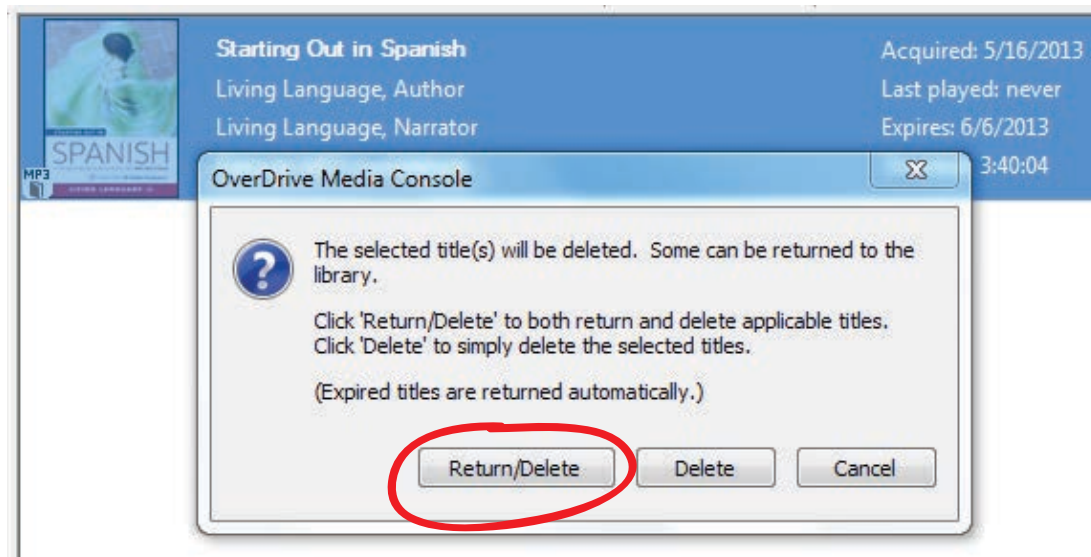 Starting Out in Spanish
Living Language, Author
Living Language, Narrator
Acquired: 5/16/2013
Last played: never
Expires: 6/6/2013
3:40:04
SPANISH
MP3
LIVING LANGUAGE
OverDrive Media Console
The selected title(s) will be deleted.  Some can be returned to the
library.
Click 'Return/Delete' to both return and delete applicable titles.
Click 'Delete' to simply delete the selected titles.
(Expired titles are returned automatically.)
Return/Delete
Delete
Cancel